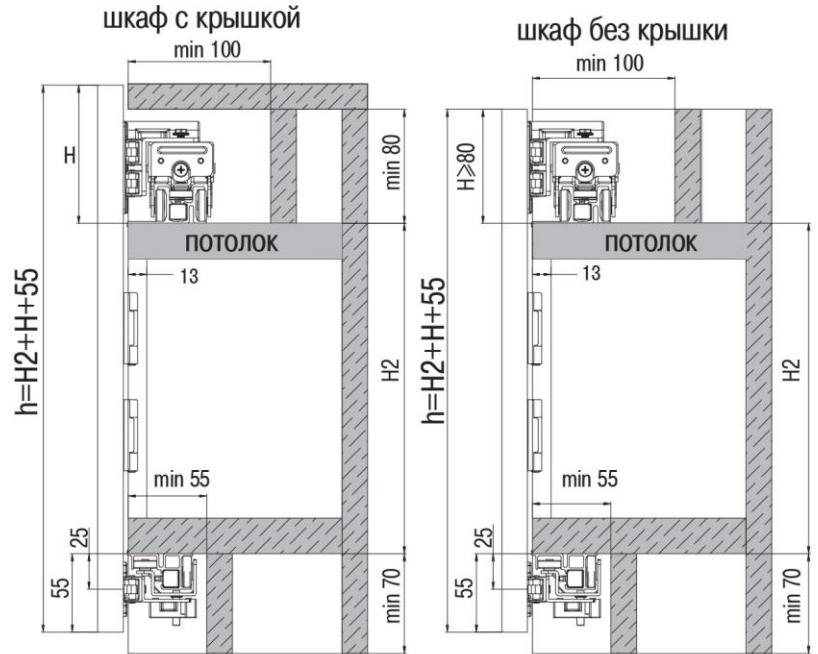 шкаф с крышкой
min 100
H
min 80
ПОТОЛОК
13
h=H2+H+55
H2
min 55
25
55
min 70
шкаф без крышки
min 100
H⩾80
ПОТОЛОК
13
h=H2+H+55
H2
min 55
25
55
min 70